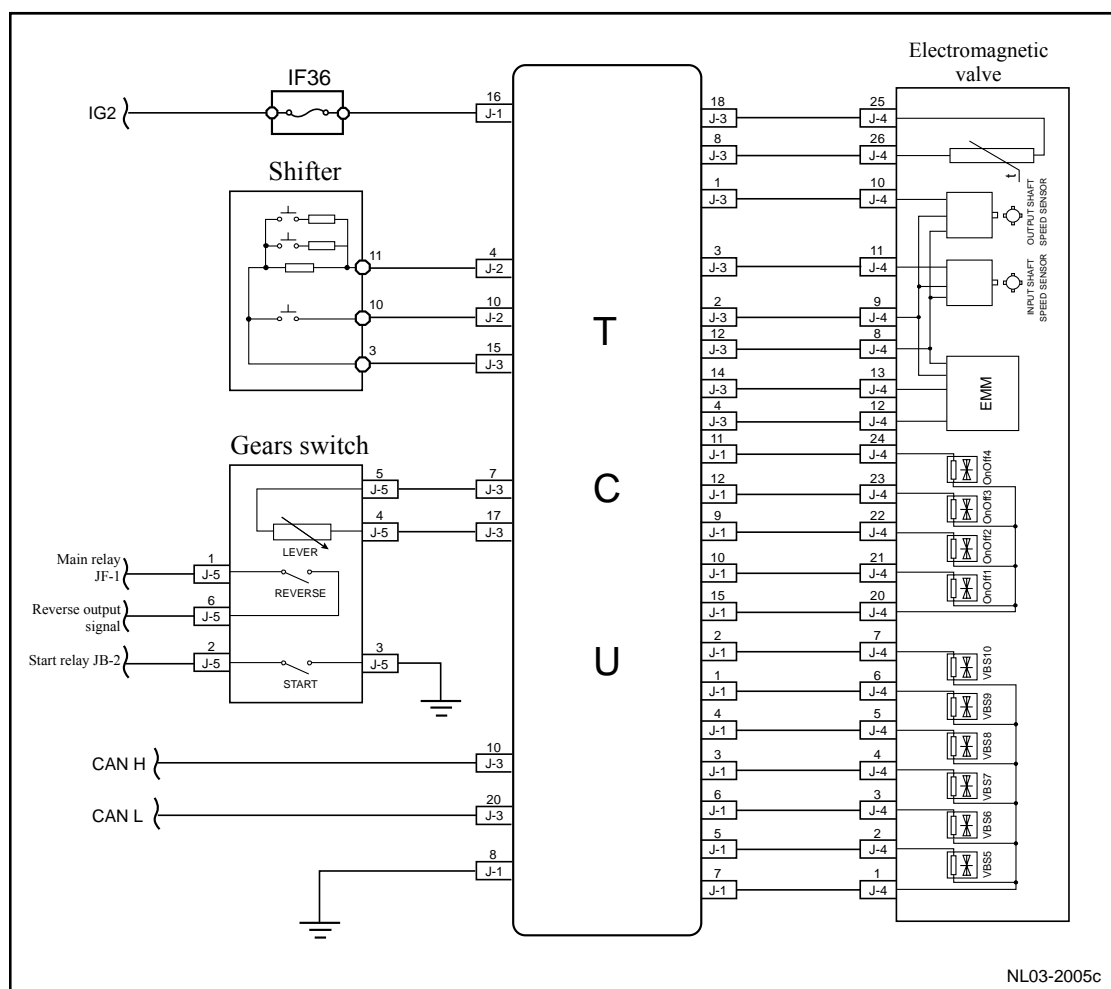 Electromagnetic
valve
IF36
IG2
16
J-1
Shifter
11
4
J-2
10
10
J-2
3
15
J-3
Gears switch
5
J-5
7
J-3
4
J-5
17
J-3
LEVER
Main relay
JF-1
1
J-5
REVERSE
Reverse output
signal
6
J-5
Start relay JB-2
2
J-5
START
3
J-5
CAN H
10
J-3
CAN L
20
J-3
8
J-1
T
C
U
18
J-3
25
J-4
8
J-3
26
J-4
t
1
J-3
10
J-4
OUTPUT SHAFT
SPEED SENSOR
3
J-3
11
J-4
INPUT SHAFT
SPEED SENSOR
2
J-3
9
J-4
12
J-3
8
J-4
14
J-3
13
J-4
EMM
4
J-3
12
J-4
11
J-1
24
J-4
OnOff4
12
J-1
23
J-4
OnOff3
9
J-1
22
J-4
OnOff2
10
J-1
21
J-4
OnOff1
15
J-1
20
J-4
2
J-1
7
J-4
VBS10
1
J-1
6
J-4
VBS9
4
J-1
5
J-4
VBS8
3
J-1
4
J-4
VBS7
6
J-1
3
J-4
VBS6
5
J-1
2
J-4
VBS5
7
J-1
1
J-4
NL03-2005c